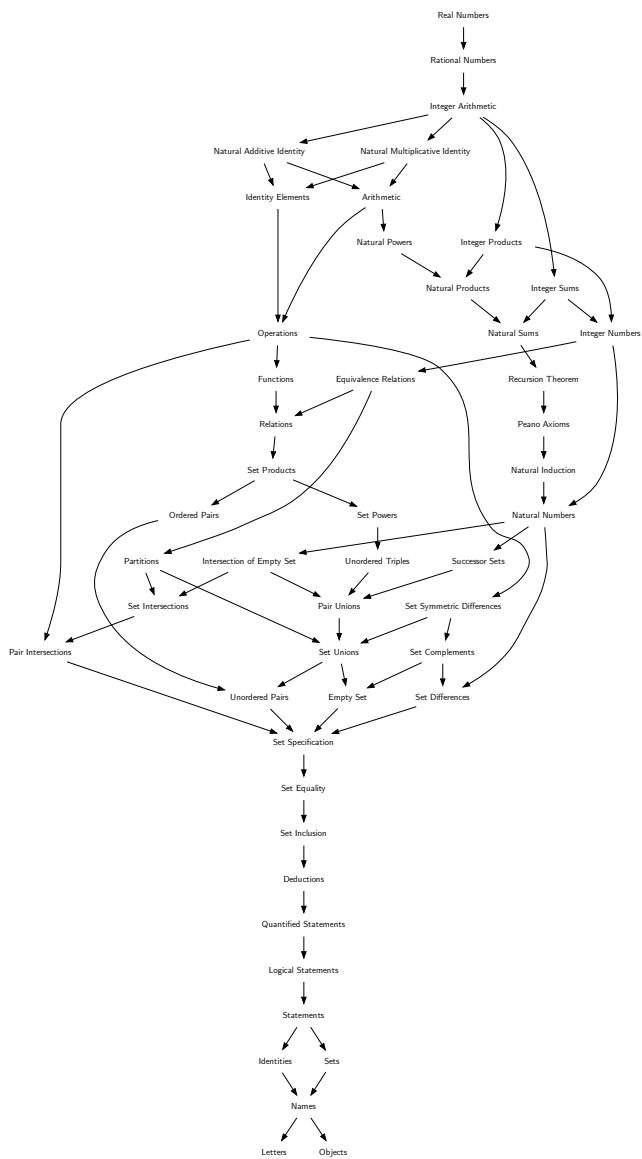 Real Numbers
Rational Numbers
Integer Arithmetic
Natural Additive Identity
Natural Multiplicative Identity
Identity Elements
Arithmetic
Natural Powers
Integer Products
Natural Products
Integer Sums
Operations
Natural Sums
Integer Numbers
Functions
Equivalence Relations
Recursion Theorem
Relations
Peano Axioms
Set Products
Natural Induction
Ordered Pairs
Set Powers
Natural Numbers
Partitions
Intersection of Empty Set
Unordered Triples
Successor Sets
Set Intersections
Pair Unions
Set Symmetric Differences
Pair Intersections
Set Unions
Set Complements
Unordered Pairs
Empty Set
Set Differences
Set Specification
Set Equality
Set Inclusion
Deductions
Quantified Statements
Logical Statements
Statements
Identities
Sets
Names
Letters
Objects